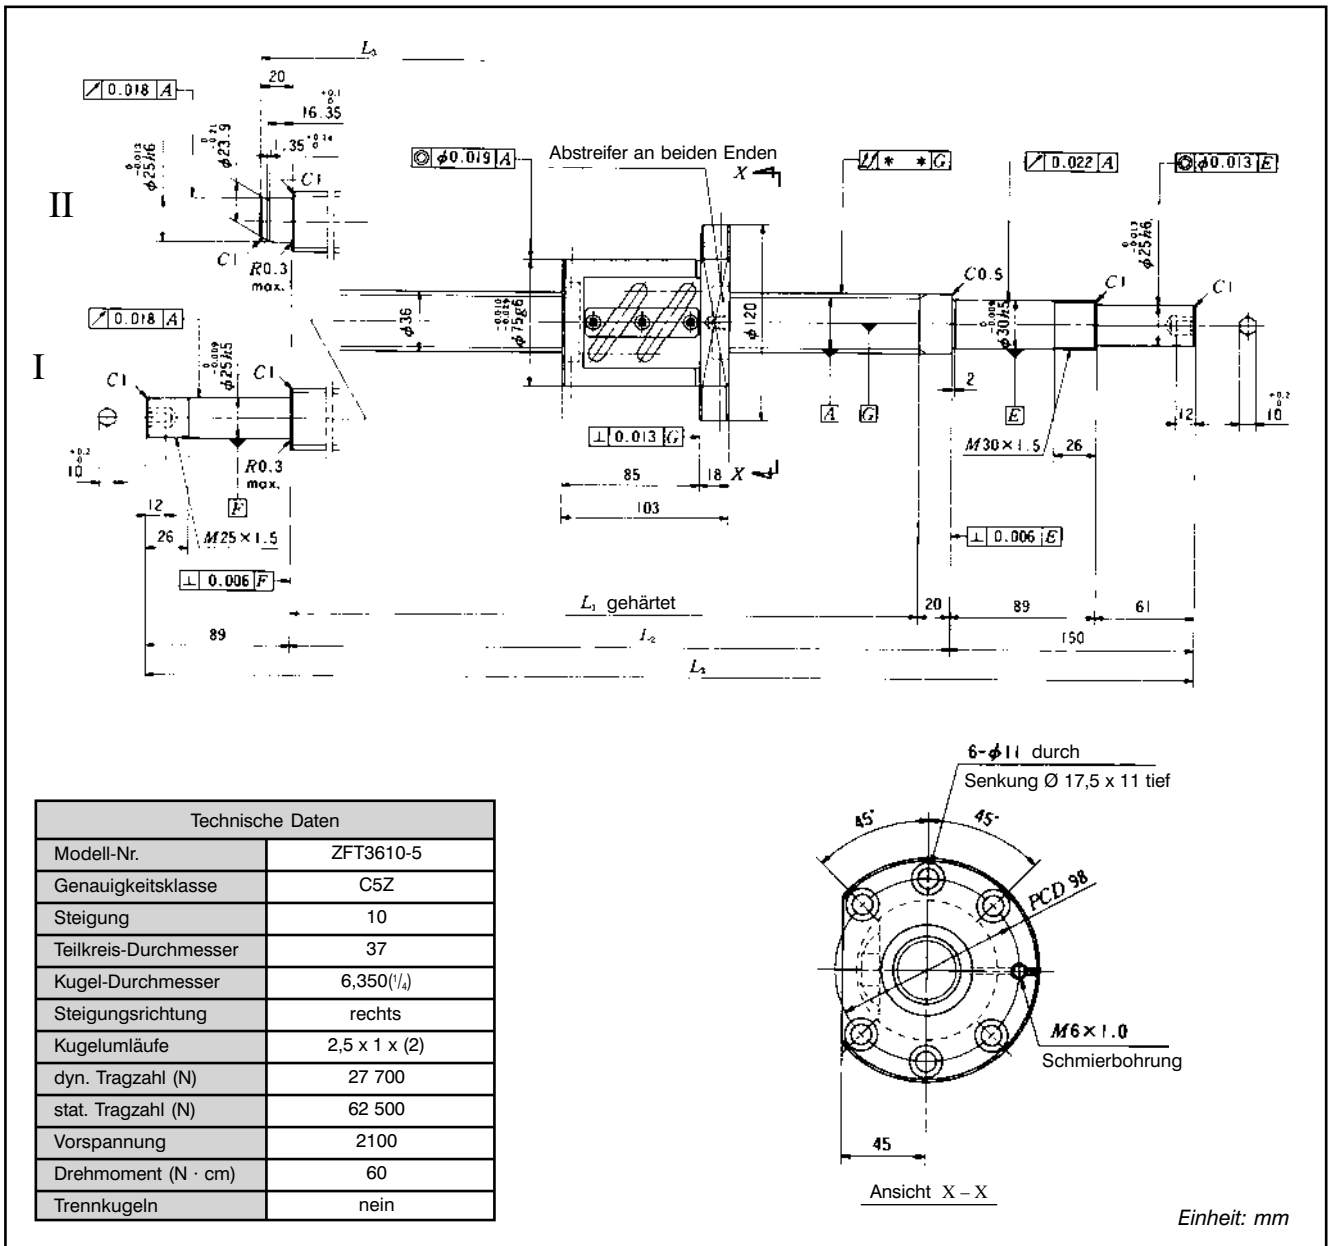 L₃
20
↗ 0.018 A
+0.1
0
16.35
0
-0.21
φ23.9
0
-0.013
φ25h6
C1
II
C1
R0.3
max.
◎ φ0.019 A
Abstreifer an beiden Enden
X
* * G
↗ 0.022 A
◎ φ0.013 E
0
-0.013
φ25h6
C0.5
C1
C1
φ36
-0.010
-0.029
φ75g6
φ120
0
-0.009
φ30h5
2
A
G
E
12
+0.2
0
10
M30×1.5
26
↗ 0.018 A
0
-0.009
φ25h5
I
C1
C1
+0.2
0
10
R0.3
max.
F
12
26
M25×1.5
⊥ 0.006 F
⊥ 0.013 G
X
85
18
103
⊥ 0.006 E
L₁ gehärtet
20
89
61
89
L₂
150
L₃
6-φ11 durch
Senkung Ø 17,5 x 11 tief
45°
45°
PCD 98
M6×1.0
Schmierbohrung
45
Ansicht X – X
Technische Daten
Modell-Nr. ZFT3610-5
Genauigkeitsklasse C5Z
Steigung 10
Teilkreis-Durchmesser 37
Kugel-Durchmesser 6,350(1/4)
Steigungsrichtung rechts
Kugelumläufe 2,5 x 1 x (2)
dyn. Tragzahl (N) 27 700
stat. Tragzahl (N) 62 500
Vorspannung 2100
Drehmoment (N · cm) 60
Trennkugeln nein
Einheit: mm